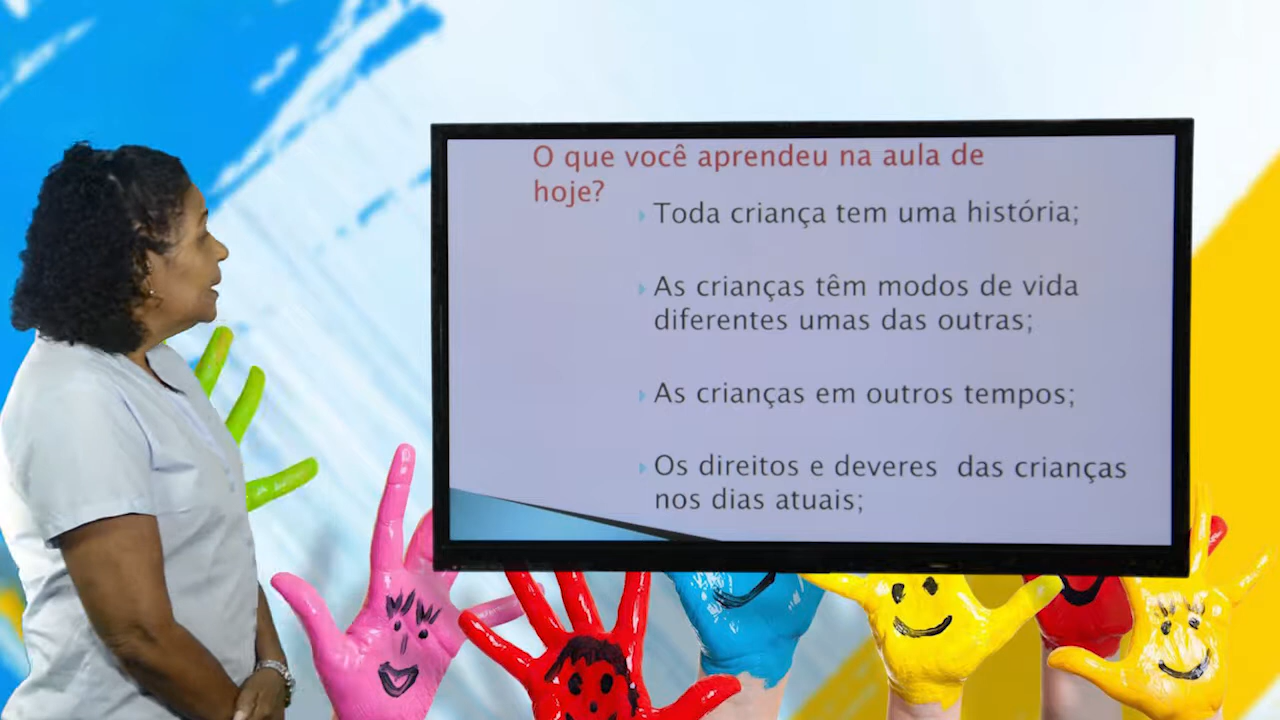 O que você aprendeu na aula de
hoje?
Toda criança tem uma história;
As crianças têm modos de vida
diferentes umas das outras;
As crianças em outros tempos;
Os direitos e deveres das crianças
nos dias atuais;